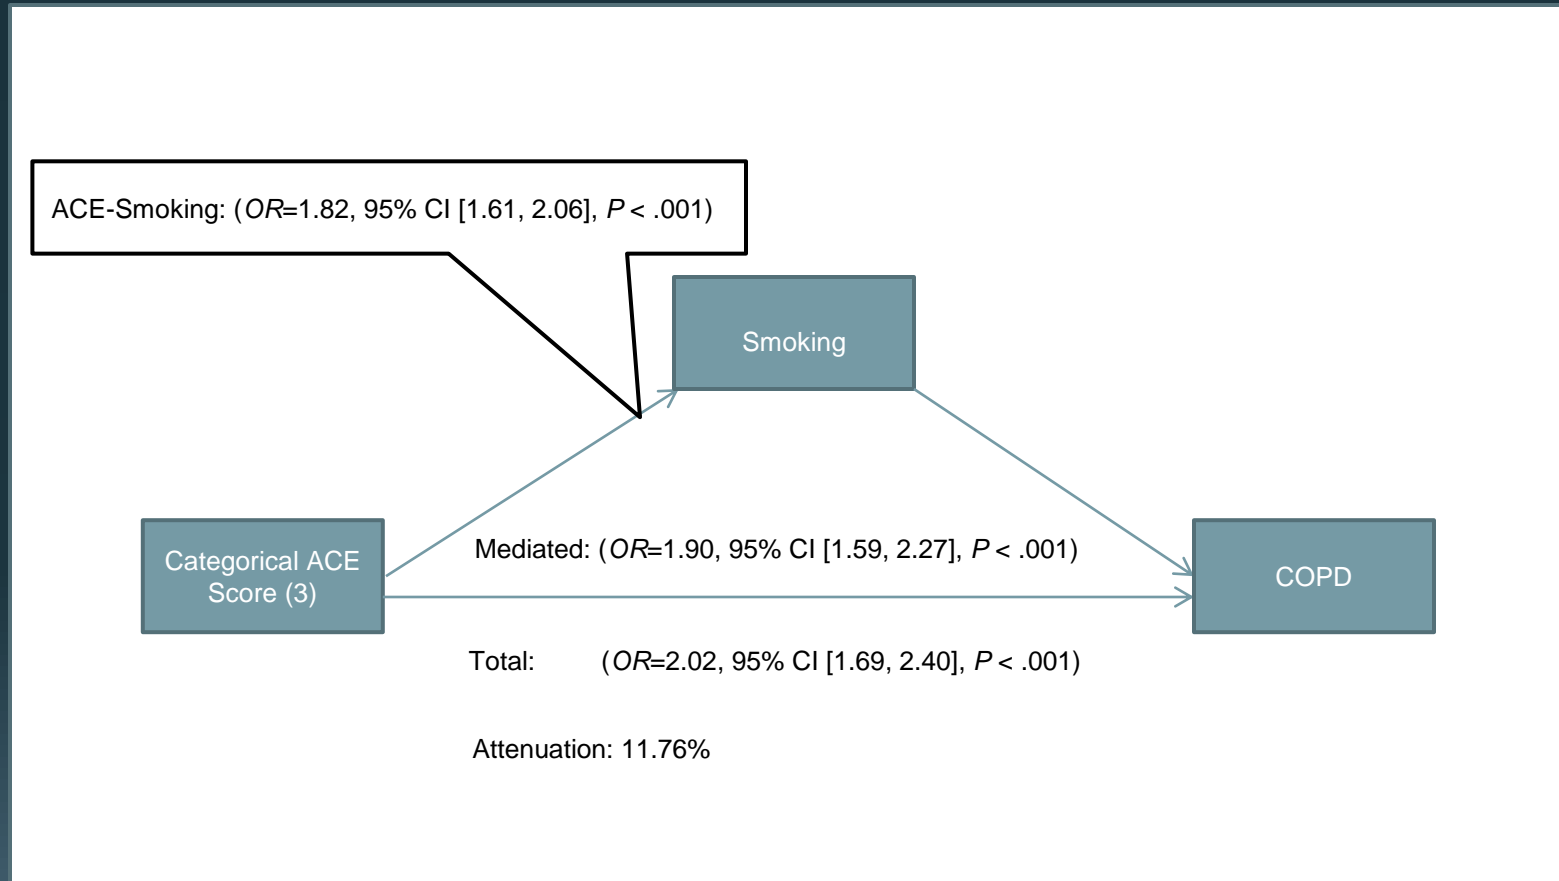 ACE-Smoking: (OR=1.82, 95% CI [1.61, 2.06], P < .001)
Smoking
Categorical ACE
Score (3)
Mediated: (OR=1.90, 95% CI [1.59, 2.27], P < .001)
COPD
Total: (OR=2.02, 95% CI [1.69, 2.40], P < .001)
Attenuation: 11.76%